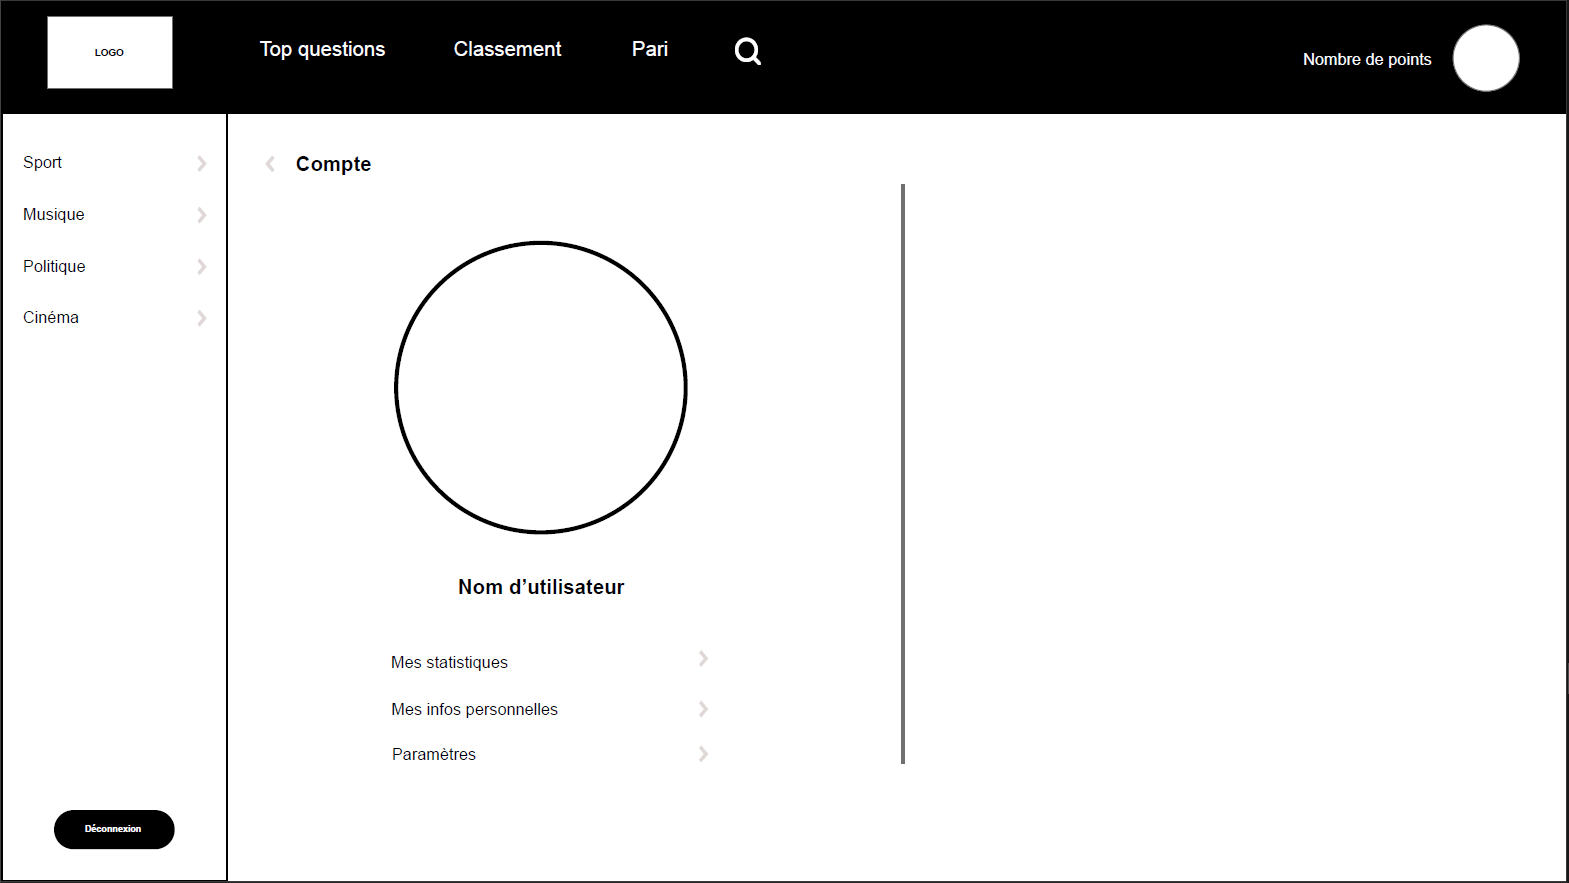 LOGO
Top questions
Classement
Pari
Nombre de points
Sport
Musique
Politique
Cinéma
Déconnexion
Compte
Nom d’utilisateur
Mes statistiques
Mes infos personnelles
Paramètres